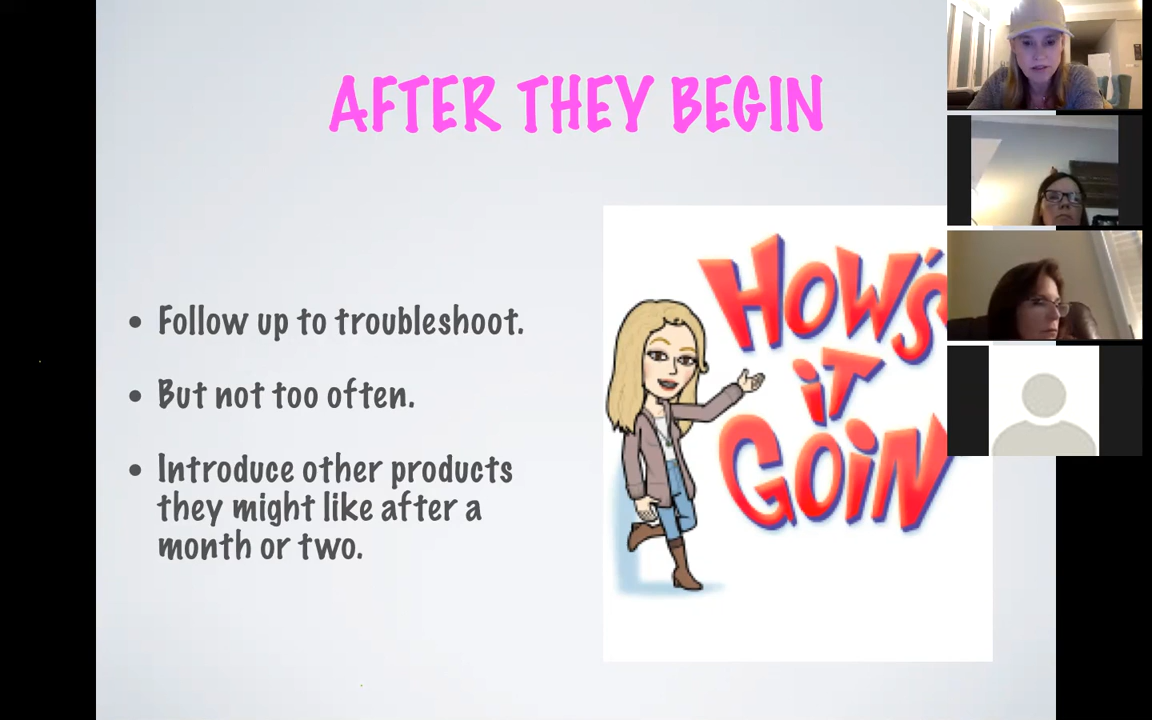 AFTER THEY BEGIN
• Follow up to troubleshoot.
• But not too often.
• Introduce other products
they might like after a
month or two.
HOW'S
iT
GOiN